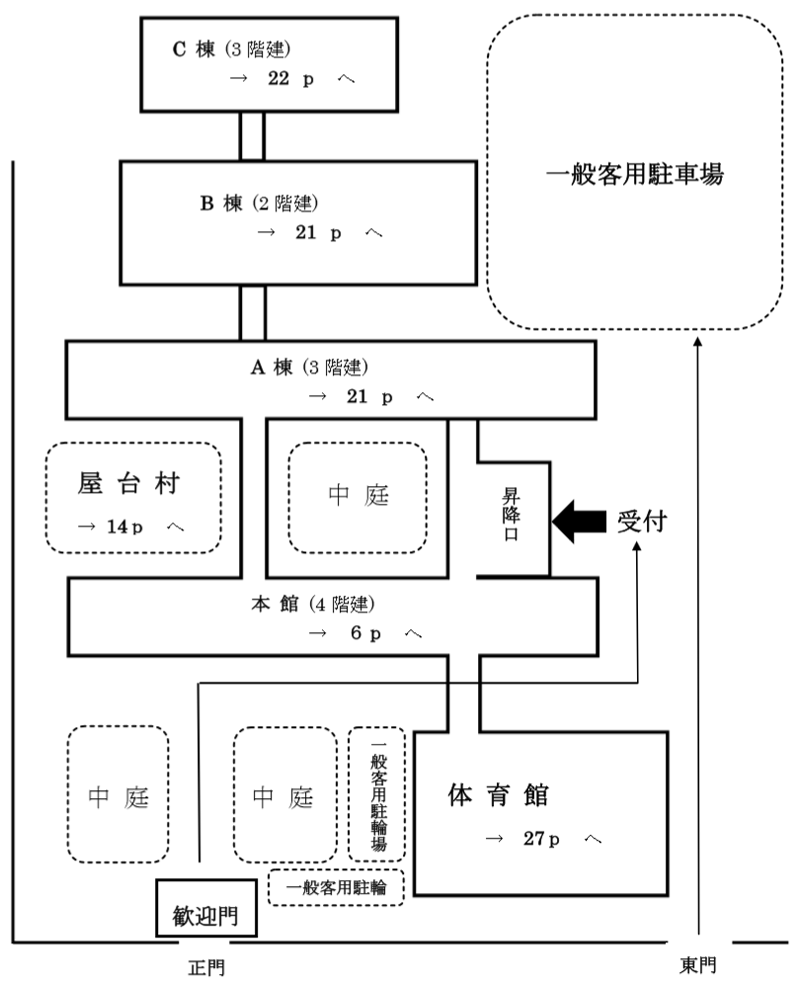 C 棟 (3 階建)
→ 22 p へ
一般客用駐車場
B 棟 (2 階建)
→ 21 p へ
A 棟 (3 階建)
→ 21 p へ
屋 台 村
→ 14 p へ
中 庭
昇降口
受付
本 館 (4 階建)
→ 6 p へ
中 庭
中 庭
一般客用駐輪場
体 育 館
→ 27 p へ
一般客用駐輪
歓迎門
正門
東門